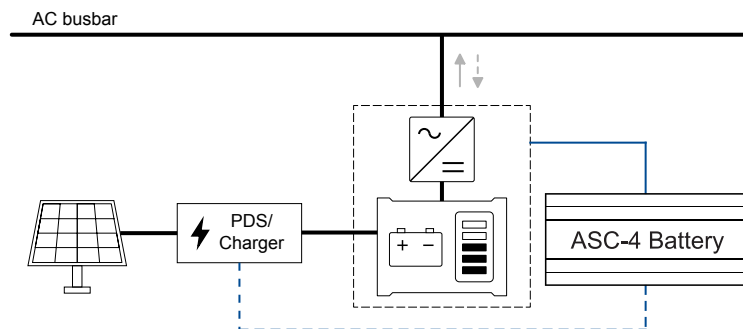 AC busbar
PDS/
Charger
+ −
ASC-4 Battery